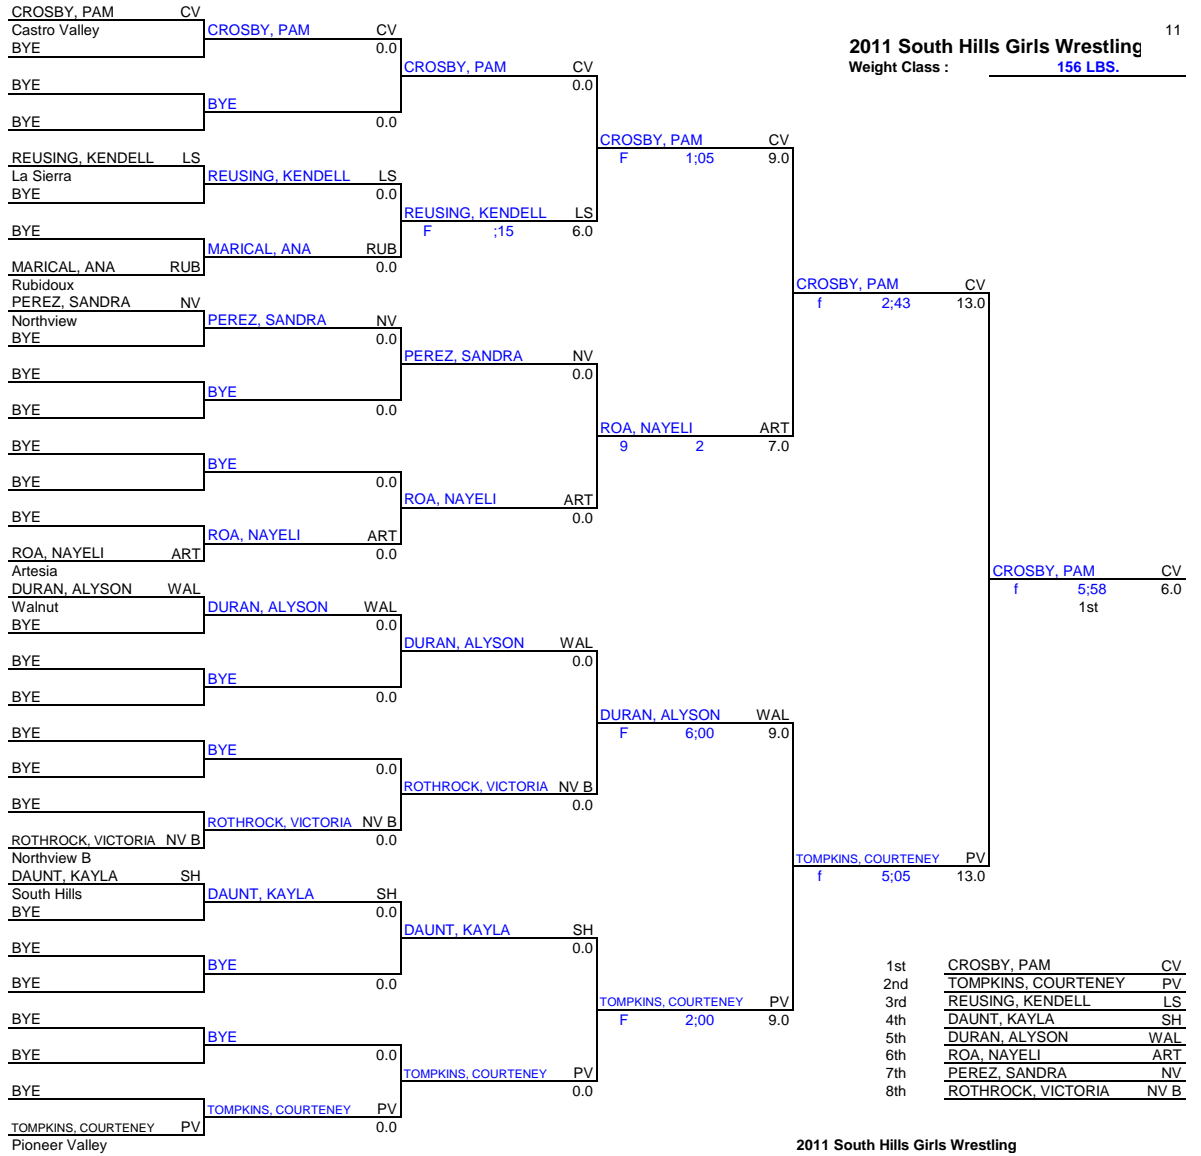 11
2011 South Hills Girls Wrestling
Weight Class : 156 LBS.
CROSBY, PAM CV
Castro Valley
BYE
BYE
BYE
REUSING, KENDELL LS
La Sierra
BYE
BYE
MARICAL, ANA RUB
Rubidoux
PEREZ, SANDRA NV
Northview
BYE
BYE
BYE
BYE
BYE
BYE
ROA, NAYELI ART
Artesia
DURAN, ALYSON WAL
Walnut
BYE
BYE
BYE
BYE
BYE
BYE
ROTHROCK, VICTORIA NV B
Northview B
DAUNT, KAYLA SH
South Hills
BYE
BYE
BYE
BYE
BYE
BYE
TOMPKINS, COURTENEY PV
Pioneer Valley
CROSBY, PAM CV
0.0
BYE
0.0
REUSING, KENDELL LS
0.0
MARICAL, ANA RUB
0.0
PEREZ, SANDRA NV
0.0
BYE
0.0
BYE
0.0
ROA, NAYELI ART
0.0
DURAN, ALYSON WAL
0.0
BYE
0.0
BYE
0.0
ROTHROCK, VICTORIA NV B
0.0
DAUNT, KAYLA SH
0.0
BYE
0.0
BYE
0.0
TOMPKINS, COURTENEY PV
0.0
CROSBY, PAM CV
0.0
REUSING, KENDELL LS
F ;15 6.0
PEREZ, SANDRA NV
0.0
ROA, NAYELI ART
0.0
DURAN, ALYSON WAL
0.0
ROTHROCK, VICTORIA NV B
0.0
DAUNT, KAYLA SH
0.0
TOMPKINS, COURTENEY PV
0.0
CROSBY, PAM CV
F 1;05 9.0
ROA, NAYELI ART
9 2 7.0
DURAN, ALYSON WAL
F 6;00 9.0
TOMPKINS, COURTENEY PV
F 2;00 9.0
CROSBY, PAM CV
f 2;43 13.0
TOMPKINS, COURTENEY PV
f 5;05 13.0
CROSBY, PAM CV
f 5;58 6.0
1st
1st CROSBY, PAM CV
2nd TOMPKINS, COURTENEY PV
3rd REUSING, KENDELL LS
4th DAUNT, KAYLA SH
5th DURAN, ALYSON WAL
6th ROA, NAYELI ART
7th PEREZ, SANDRA NV
8th ROTHROCK, VICTORIA NV B
2011 South Hills Girls Wrestling